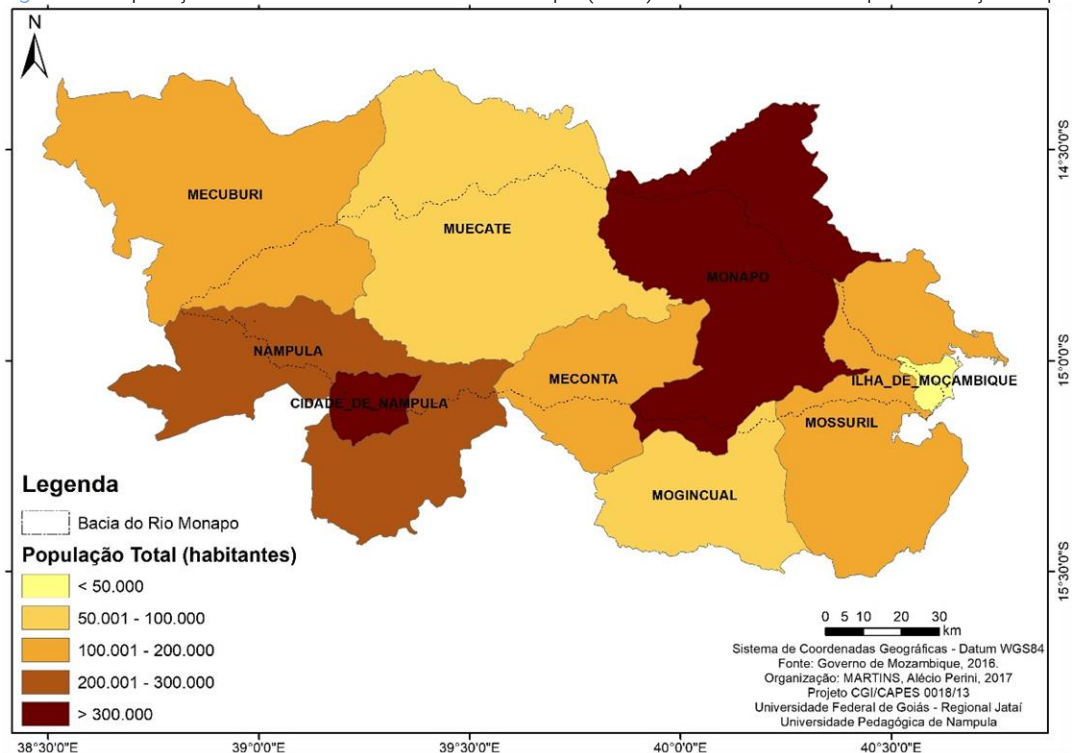 N
MECUBURI
MUECATE
MONAPO
NAMPULA
MECONTA
ILHA_DE_MOÇAMBIQUE
CIDADE_DE_NAMPULA
MOSSURIL
MOGINCUAL
14°30'0"S
15°00'0"S
15°30'0"S
Legenda
Bacia do Rio Monapo
População Total (habitantes)
< 50.000
50.001 - 100.000
100.001 - 200.000
200.001 - 300.000
> 300.000
0 5 10 20 30
km
Sistema de Coordenadas Geográficas - Datum WGS84
Fonte: Governo de Mozambique, 2016.
Organização: MARTINS, Alécio Perini, 2017
Projeto CGI/CAPES 0018/13
Universidade Federal de Goiás - Regional Jataí
Universidade Pedagógica de Nampula
38°30'0"E 39°00'0"E 39°30'0"E 40°00'0"E 40°30'0"E